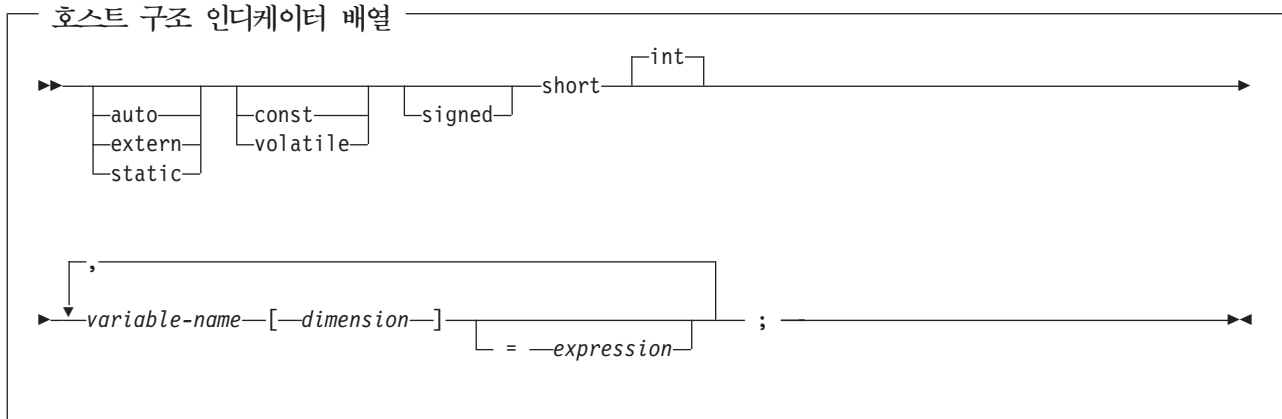 호스트 구조 인디케이터 배열
int
short
auto const signed
extern volatile
static
,
variable-name [ dimension ] ;
= expression